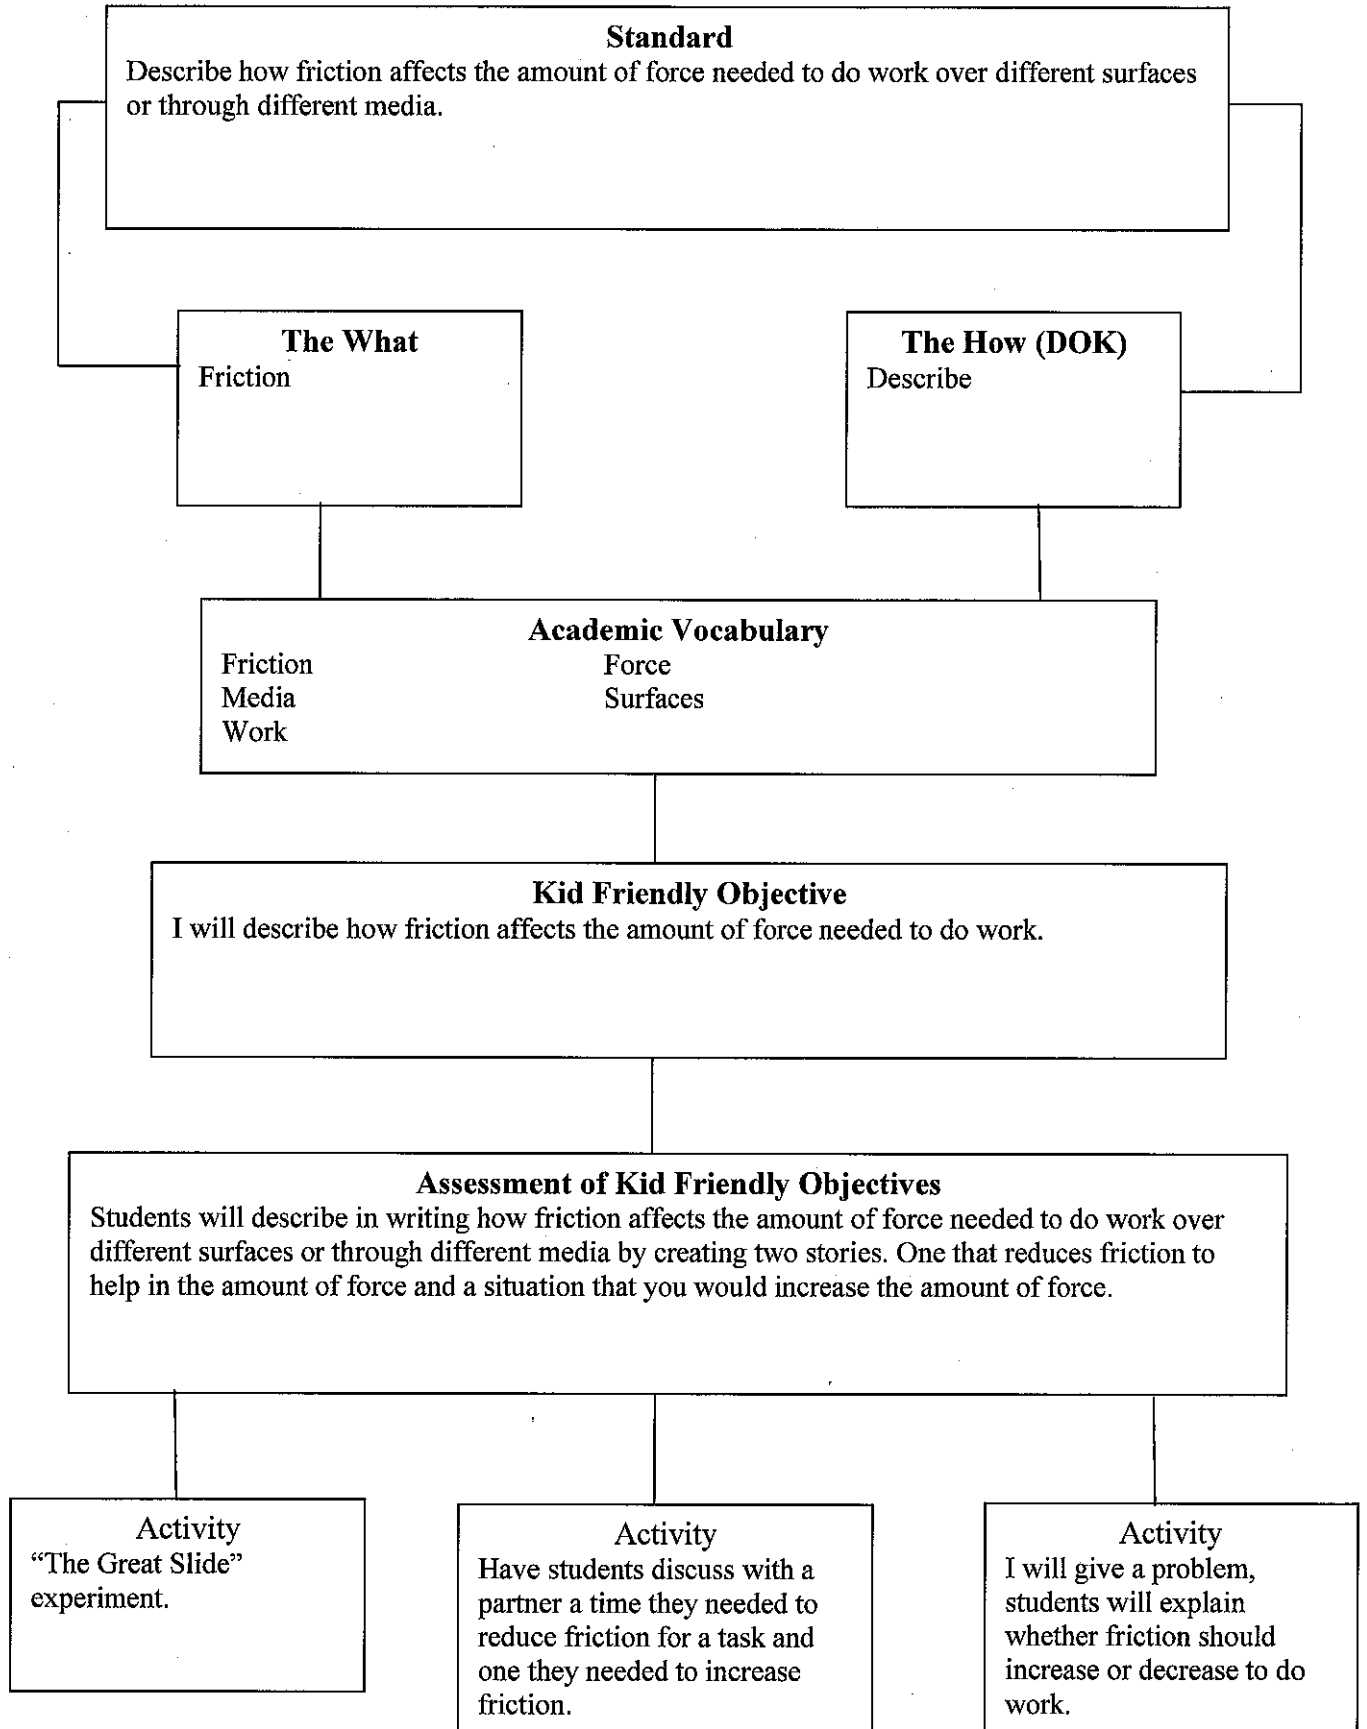 Standard
Describe how friction affects the amount of force needed to do work over different surfaces
or through different media.
The What
Friction
The How (DOK)
Describe
Academic Vocabulary
Friction Force
Media Surfaces
Work
Kid Friendly Objective
I will describe how friction affects the amount of force needed to do work.
Assessment of Kid Friendly Objectives
Students will describe in writing how friction affects the amount of force needed to do work over
different surfaces or through different media by creating two stories. One that reduces friction to
help in the amount of force and a situation that you would increase the amount of force.
Activity
“The Great Slide”
experiment.
Activity
Have students discuss with a
partner a time they needed to
reduce friction for a task and
one they needed to increase
friction.
Activity
I will give a problem,
students will explain
whether friction should
increase or decrease to do
work.